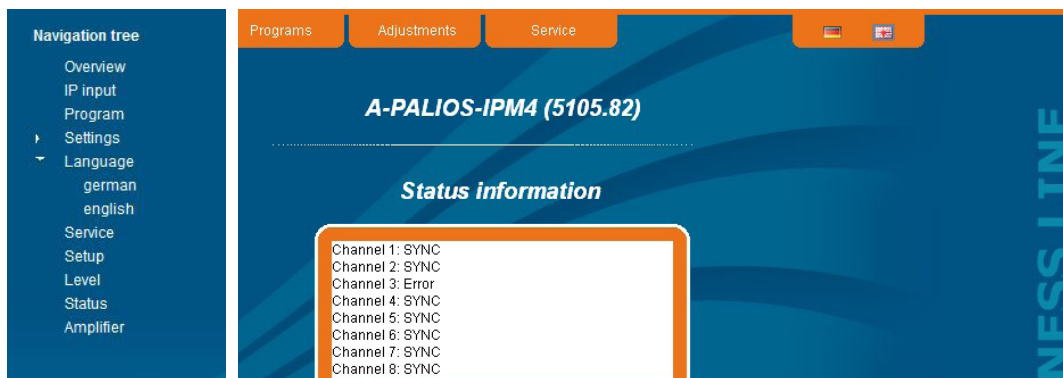 Navigation tree
Overview
IP input
Program
Settings
Language
german
english
Service
Setup
Level
Status
Amplifier
Programs
Adjustments
Service
A-PALIOS-IPM4 (5105.82)
Status information
Channel 1: SYNC
Channel 2: SYNC
Channel 3: Error
Channel 4: SYNC
Channel 5: SYNC
Channel 6: SYNC
Channel 7: SYNC
Channel 8: SYNC
NESS LINE